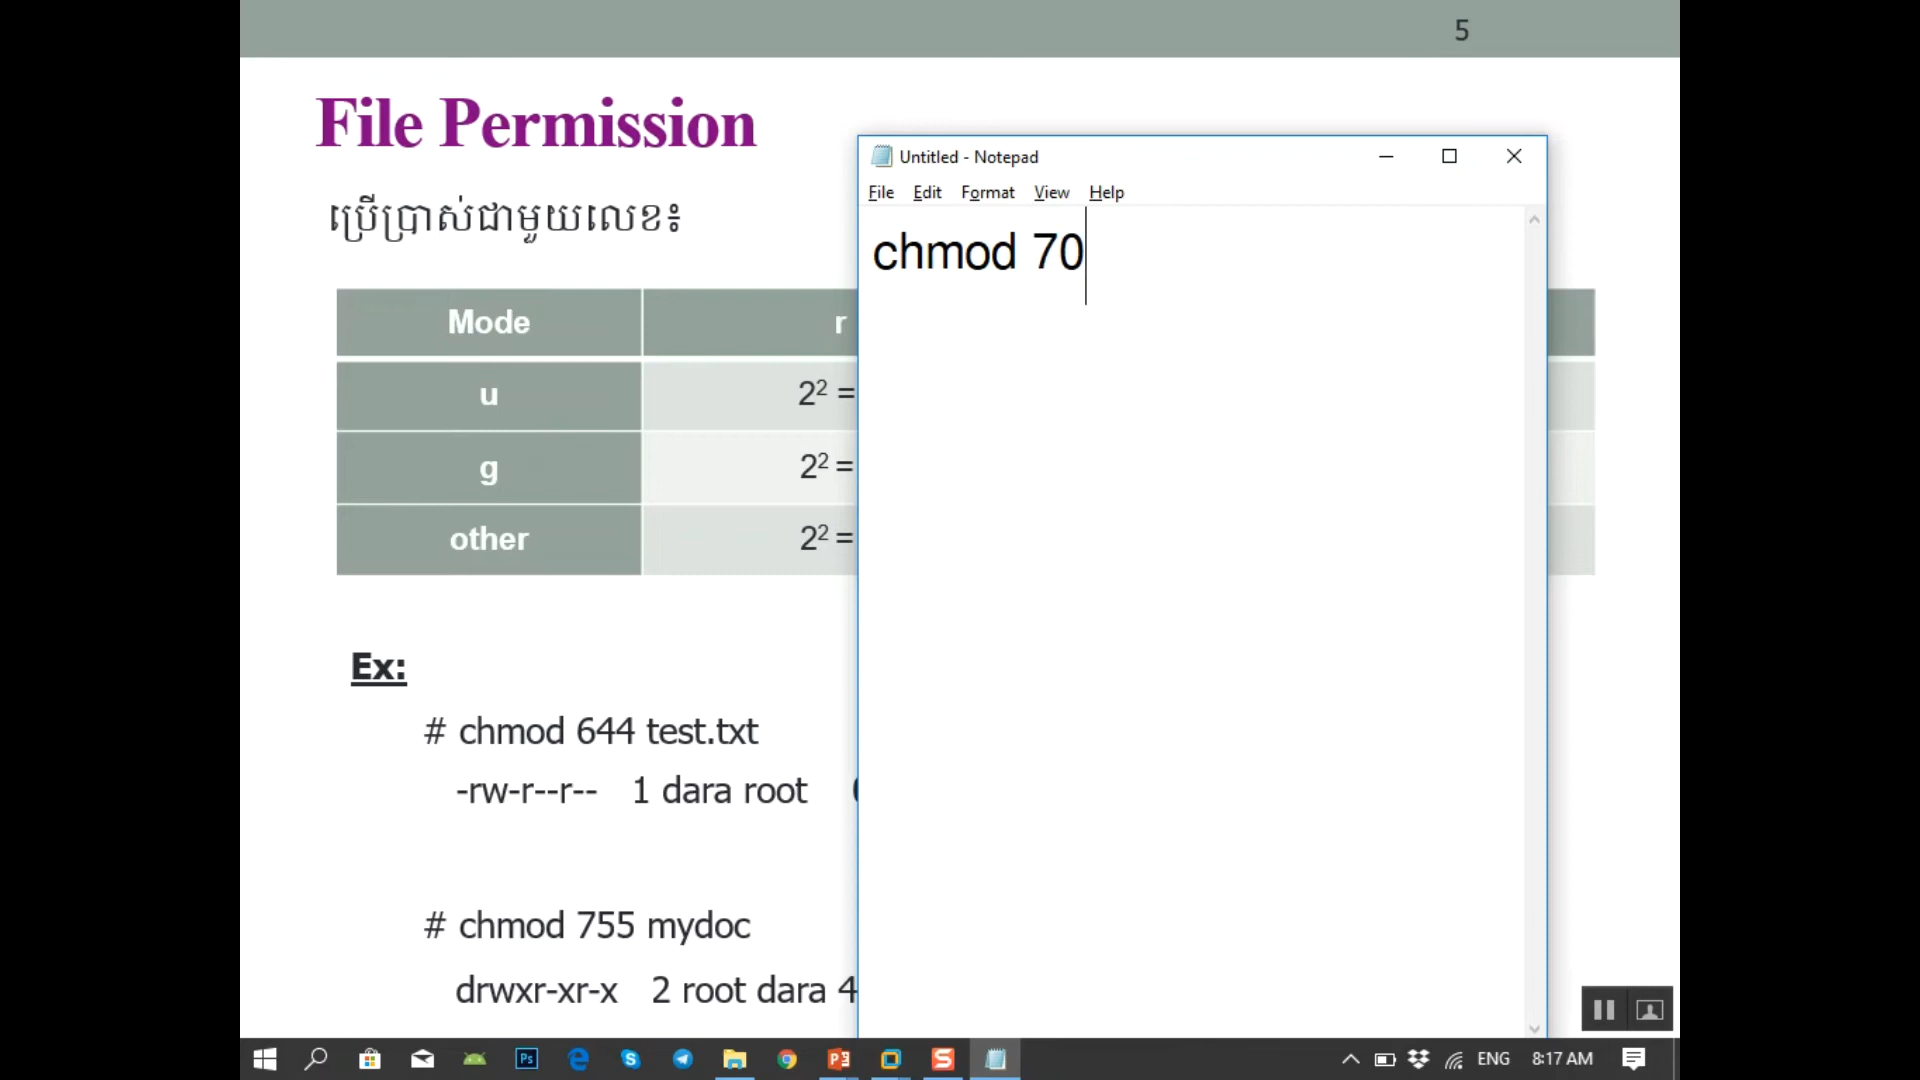 5
File Permission
ប្រើប្រាស់ជាមួយលេខ៖
Mode r
u 2² =
g 2² =
other 2² =
Ex:
# chmod 644 test.txt
-rw-r--r-- 1 dara root
# chmod 755 mydoc
drwxr-xr-x 2 root dara 4
Untitled - Notepad
File Edit Format View Help
chmod 70
ENG 8:17 AM